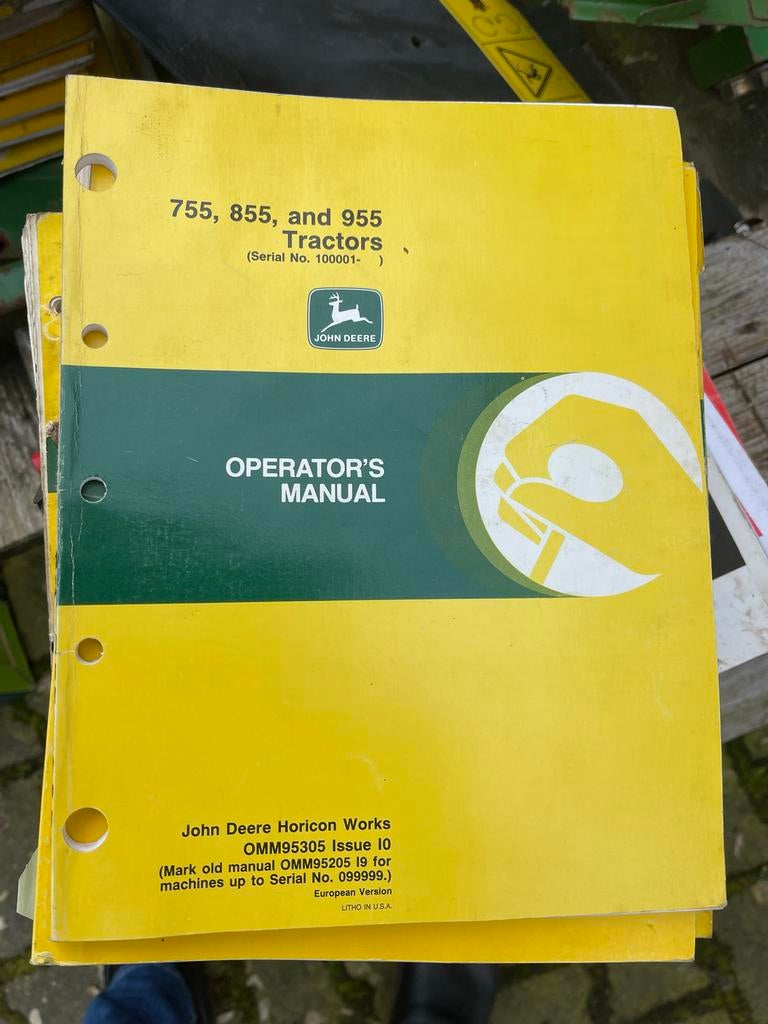 755, 855, and 955
Tractors
(Serial No. 100001- )
JOHN DEERE
OPERATOR'S
MANUAL
John Deere Horicon Works
OMM95305 Issue I0
(Mark old manual OMM95205 I9 for
machines up to Serial No. 099999.)
European Version
LITHO IN U.S.A.